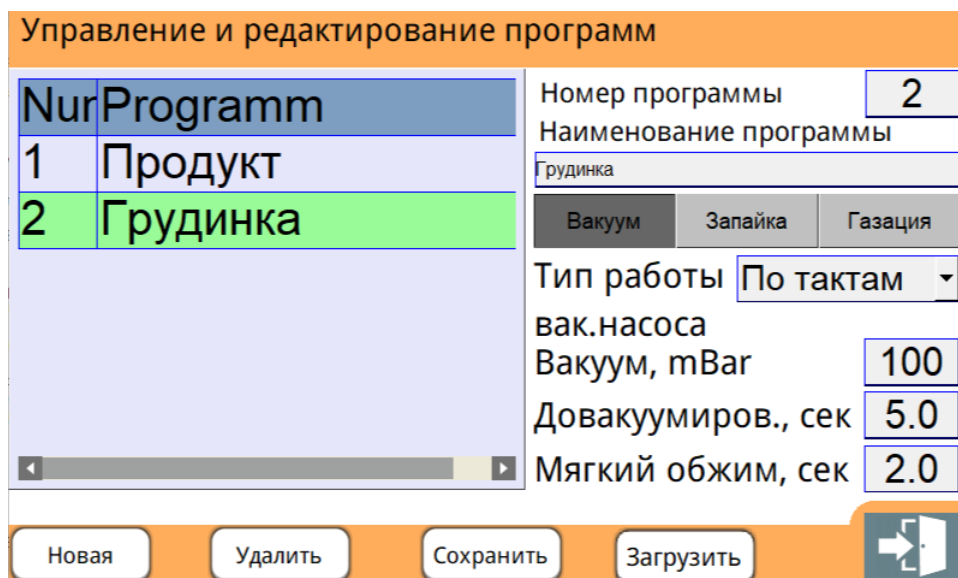 Управление и редактирование программ
Nur Programm
1 Продукт
2 Грудинка
Номер программы 2
Наименование программы
Грудинка
Вакуум Запайка Газация
Тип работы По тактам
вак.насоса
Вакуум, mBar 100
Довакуумиров., сек 5.0
Мягкий обжим, сек 2.0
Новая Удалить Сохранить Загрузить